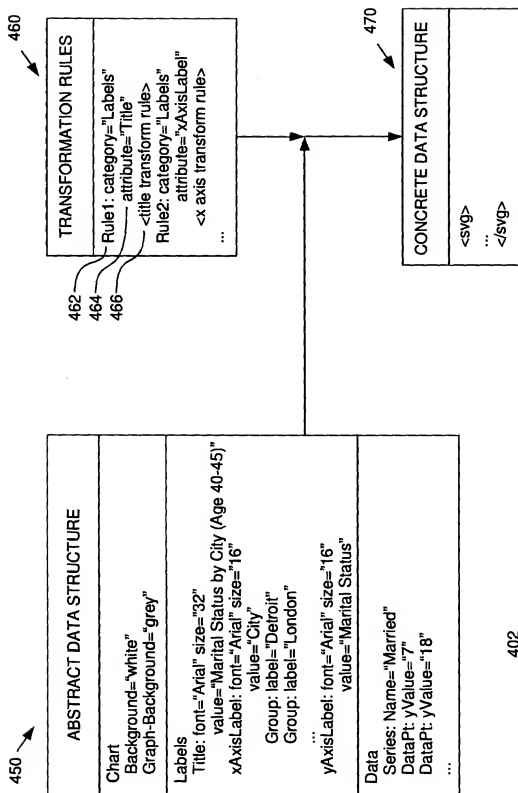 450
ABSTRACT DATA STRUCTURE
Chart
Background="white"
Graph-Background="grey"
Labels
Title: font="Arial" size="32"
value="Marital Status by City (Age 40-45)"
xAxisLabel: font="Arial" size="16"
value="City"
Group: label="Detroit"
Group: label="London"
...
yAxisLabel: font="Arial" size="16"
value="Marital Status"
Data
Series: Name="Married"
DataPt: yValue="7"
DataPt: yValue="18"
...
402
460
TRANSFORMATION RULES
462
Rule1: category="Labels"
464
attribute="Title"
466
<title transform rule>
Rule2: category="Labels"
attribute="xAxisLabel"
<x axis transform rule>
...
470
CONCRETE DATA STRUCTURE
<svg>
...
</svg>